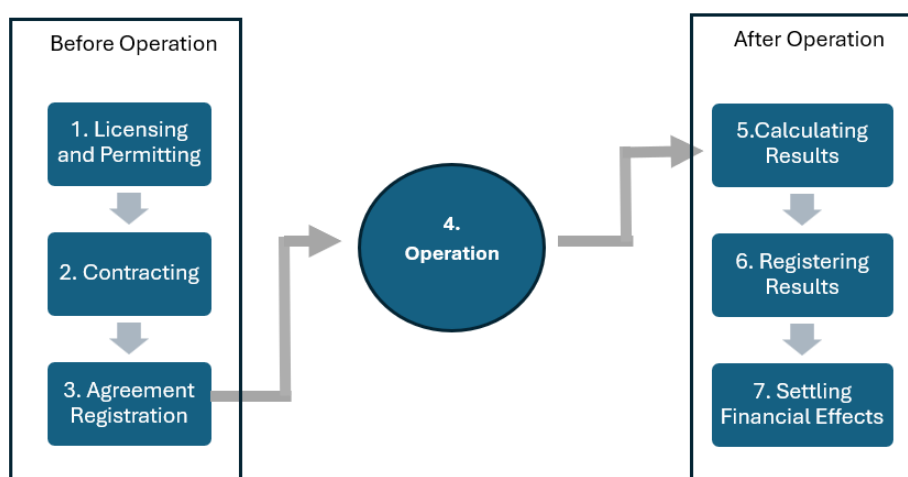 Before Operation
1. Licensing
and Permitting
2. Contracting
3. Agreement
Registration
4.
Operation
After Operation
5.Calculating
Results
6. Registering
Results
7. Settling
Financial Effects